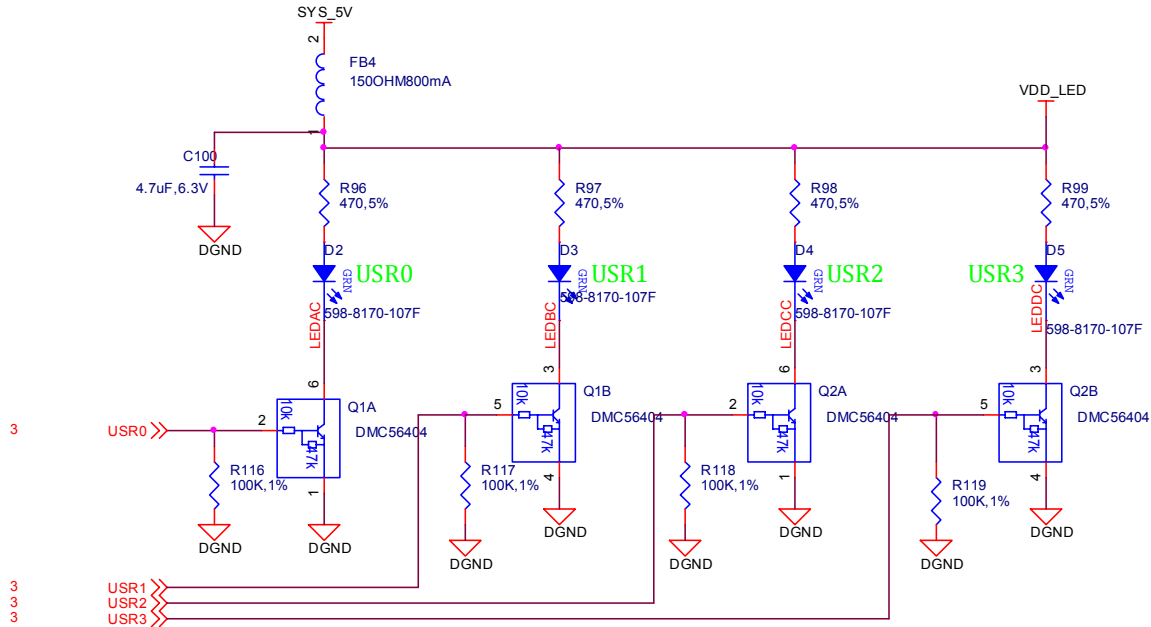 SYS_5V
2
FB4
150OHM800mA
1
VDD_LED
C100
4.7uF,6.3V
DGND
R96
470,5%
R97
470,5%
R98
470,5%
R99
470,5%
D2
GRN
USR0
598-8170-107F
LEDAC
D3
GRN
USR1
598-8170-107F
LEDBC
D4
GRN
USR2
598-8170-107F
LEDCC
D5
GRN
USR3
598-8170-107F
LEDDC
6
Q1A
DMC56404
10k
47k
2
1
3
Q1B
DMC56404
10k
47k
5
4
6
Q2A
DMC56404
10k
47k
2
1
3
Q2B
DMC56404
10k
47k
5
4
3 USR0
R116
100K,1%
R117
100K,1%
R118
100K,1%
R119
100K,1%
DGND
DGND
DGND
DGND
DGND
DGND
DGND
DGND
3 USR1
3 USR2
3 USR3